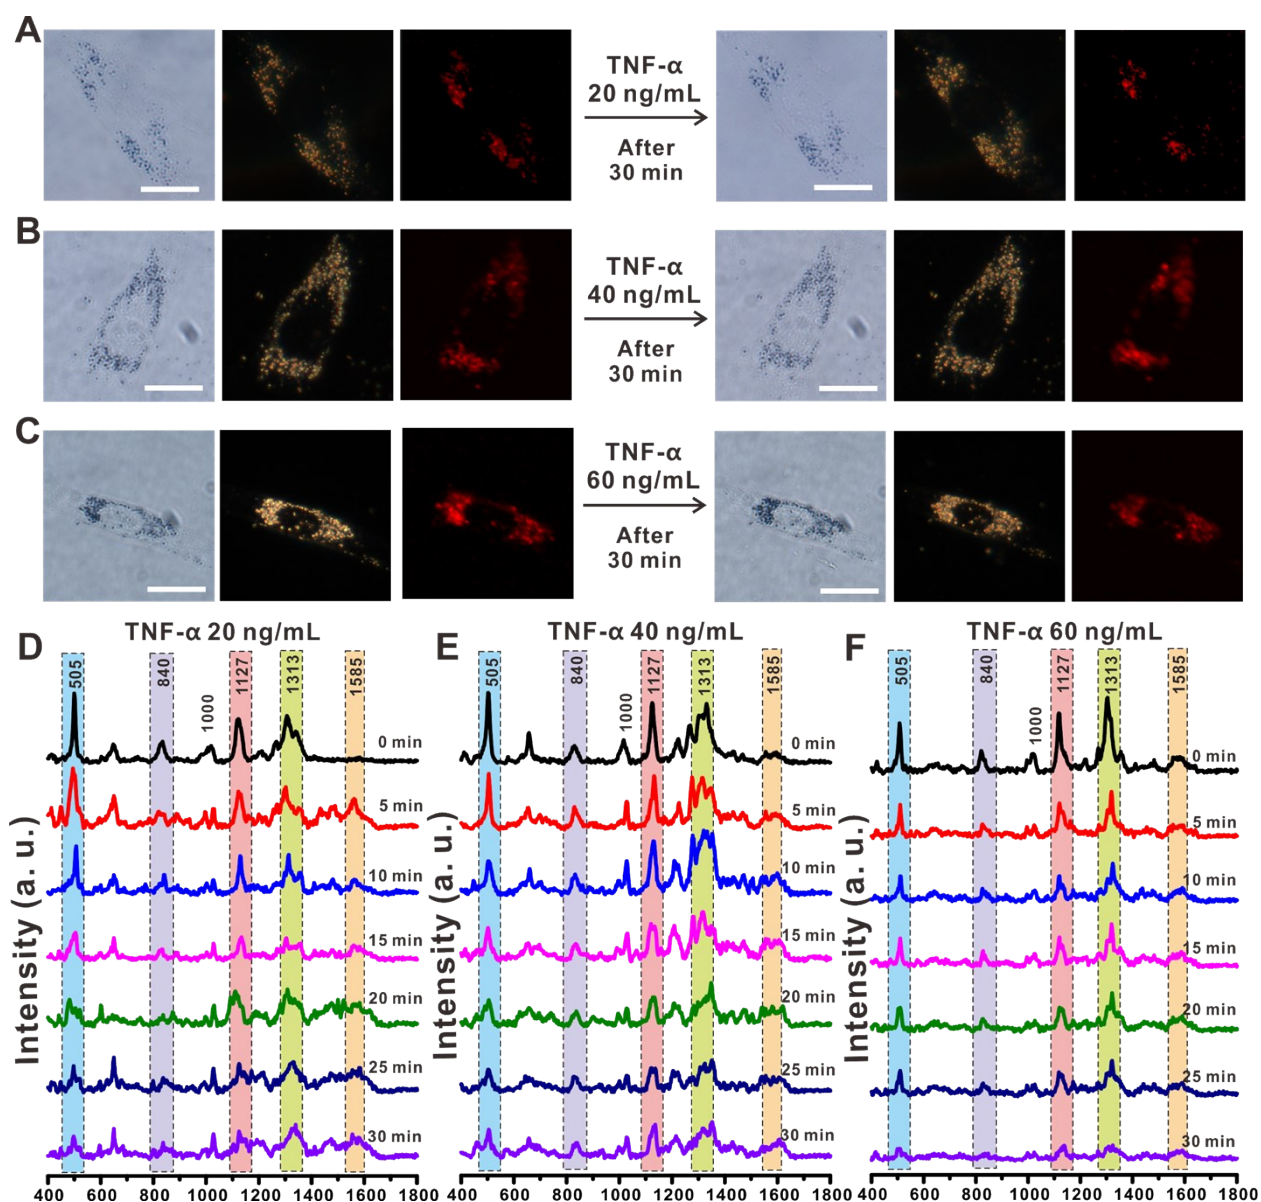 A
TNF-α
20 ng/mL
After
30 min
B
TNF-α
40 ng/mL
After
30 min
C
TNF-α
60 ng/mL
After
30 min
D
TNF-α 20 ng/mL
505
840
1000
1127
1313
1585
0 min
5 min
10 min
15 min
20 min
25 min
30 min
Intensity (a. u.)
400 600 800 1000 1200 1400 1600 1800
E
TNF-α 40 ng/mL
505
840
1000
1127
1313
1585
0 min
5 min
10 min
15 min
20 min
25 min
30 min
Intensity (a. u.)
400 600 800 1000 1200 1400 1600 1800
F
TNF-α 60 ng/mL
505
840
1000
1127
1313
1585
0 min
5 min
10 min
15 min
20 min
25 min
30 min
Intensity (a. u.)
400 600 800 1000 1200 1400 1600 1800